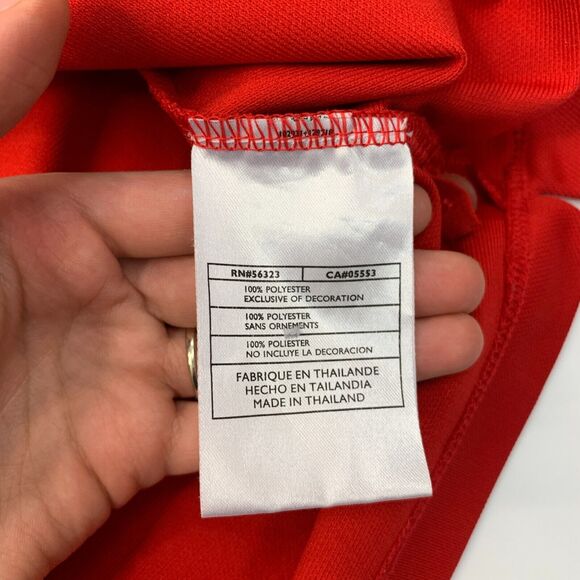 RN#56323 CA#05553
100% POLYESTER
EXCLUSIVE OF DECORATION
100% POLYESTER
SANS ORNEMENTS
100% POLIESTER
NO INCLUYE LA DECORACION
FABRIQUE EN THAILANDE
HECHO EN TAILANDIA
MADE IN THAILAND